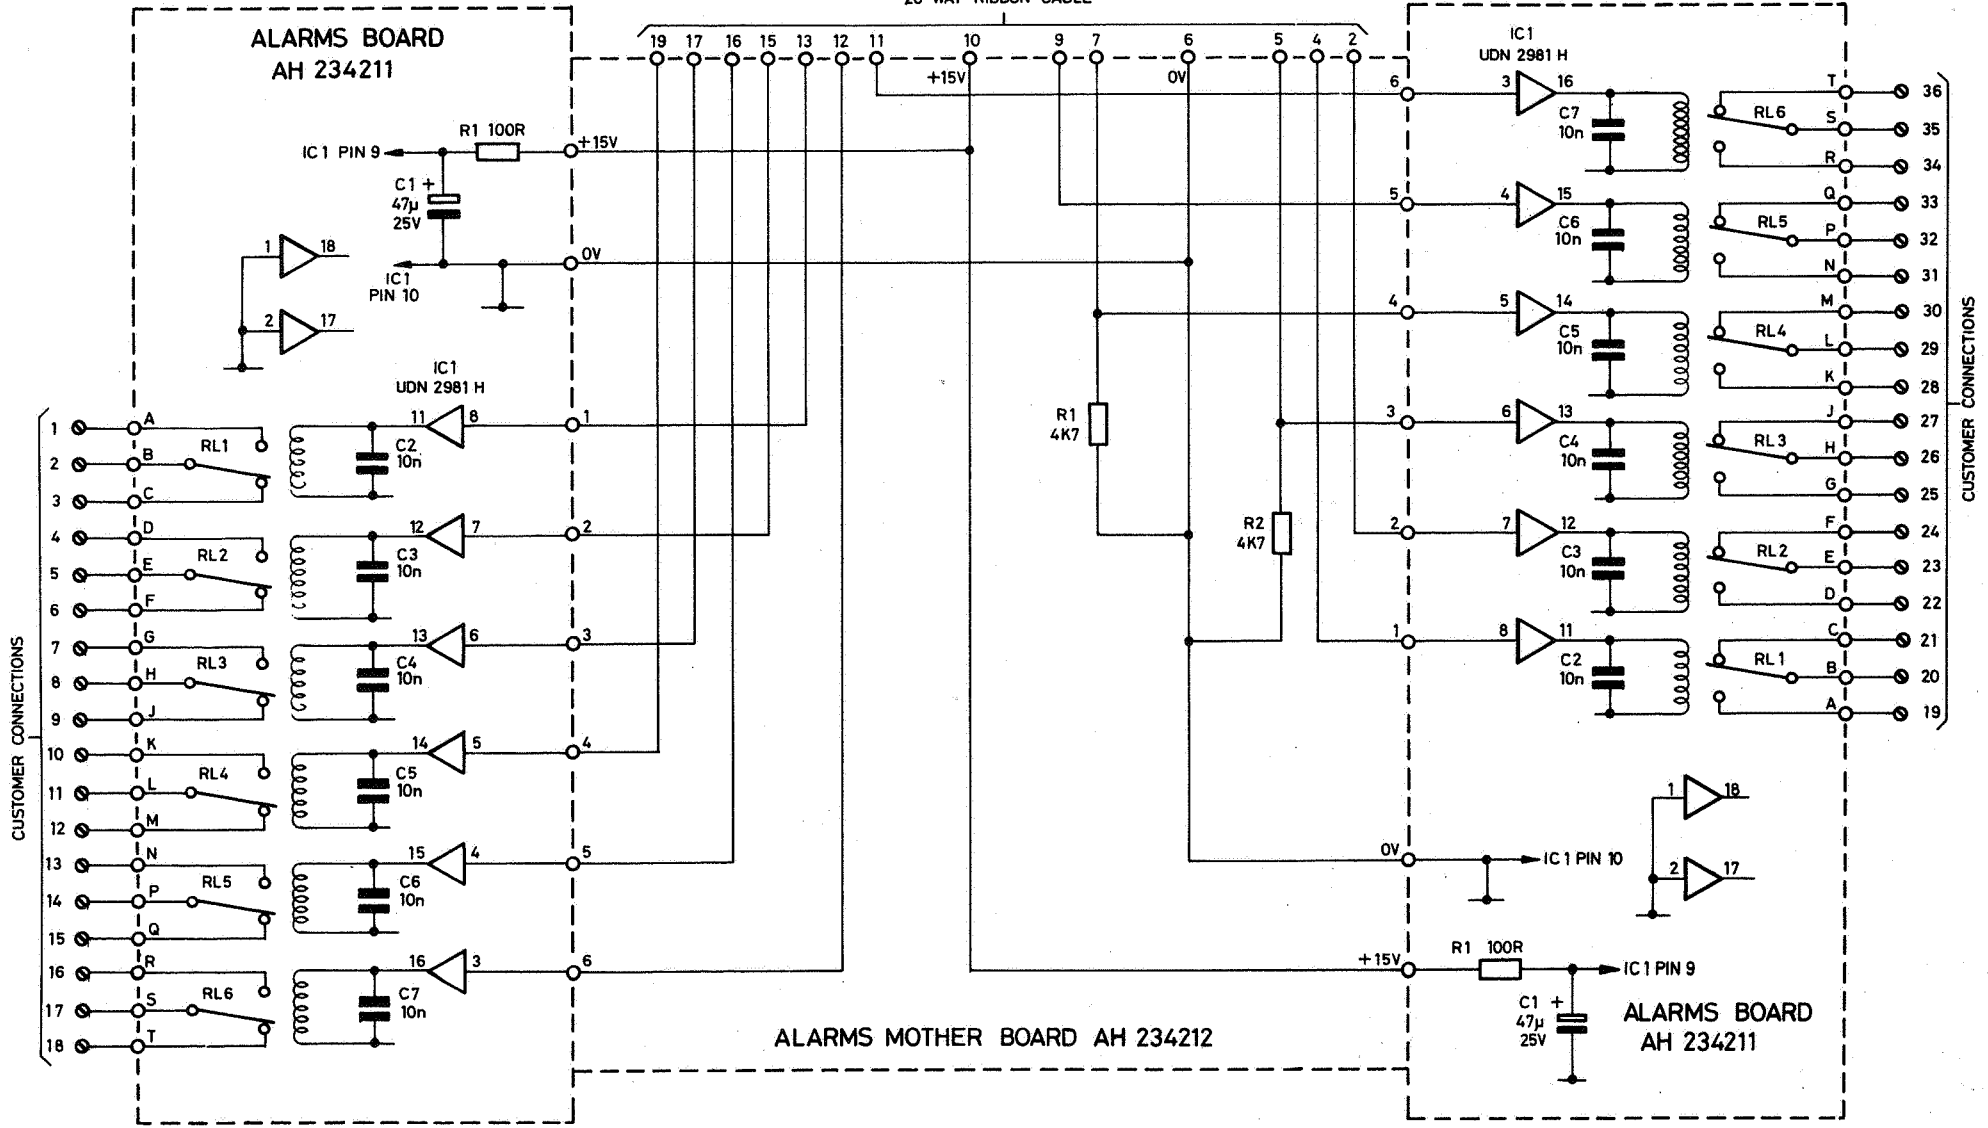 20 WAY RIBBON CABLE
19 17 16 15 13 12 11 10 9 7 6 5 4 2
+15V
0V
ALARMS BOARD
AH 234211
R1 100R
IC1 PIN 9
+15V
C1 +
47µ
25V
0V
IC1
PIN 10
1 18
2 17
IC1
UDN 2981 H
1 A
2 B RL1
3 C
11 8 1
C2
10n
4 D
5 E RL2
6 F
12 7 2
C3
10n
7 G
8 H RL3
9 J
13 6 3
C4
10n
10 K
11 L RL4
12 M
14 5 4
C5
10n
13 N
14 P RL5
15 Q
15 4 5
C6
10n
16 R
17 S RL6
18 T
16 3 6
C7
10n
CUSTOMER CONNECTIONS
R1
4K7
R2
4K7
ALARMS MOTHER BOARD AH 234212
IC1
UDN 2981 H
6 3 16
C7
10n
RL6
T 36
S 35
R 34
5 4 15
C6
10n
RL5
Q 33
P 32
N 31
4 5 14
C5
10n
RL4
M 30
L 29
K 28
3 6 13
C4
10n
RL3
J 27
H 26
G 25
2 7 12
C3
10n
RL2
F 24
E 23
D 22
1 8 11
C2
10n
RL1
C 21
B 20
A 19
CUSTOMER CONNECTIONS
1 18
2 17
0V
IC1 PIN 10
+15V
R1 100R
IC1 PIN 9
C1 +
47µ
25V
ALARMS BOARD
AH 234211